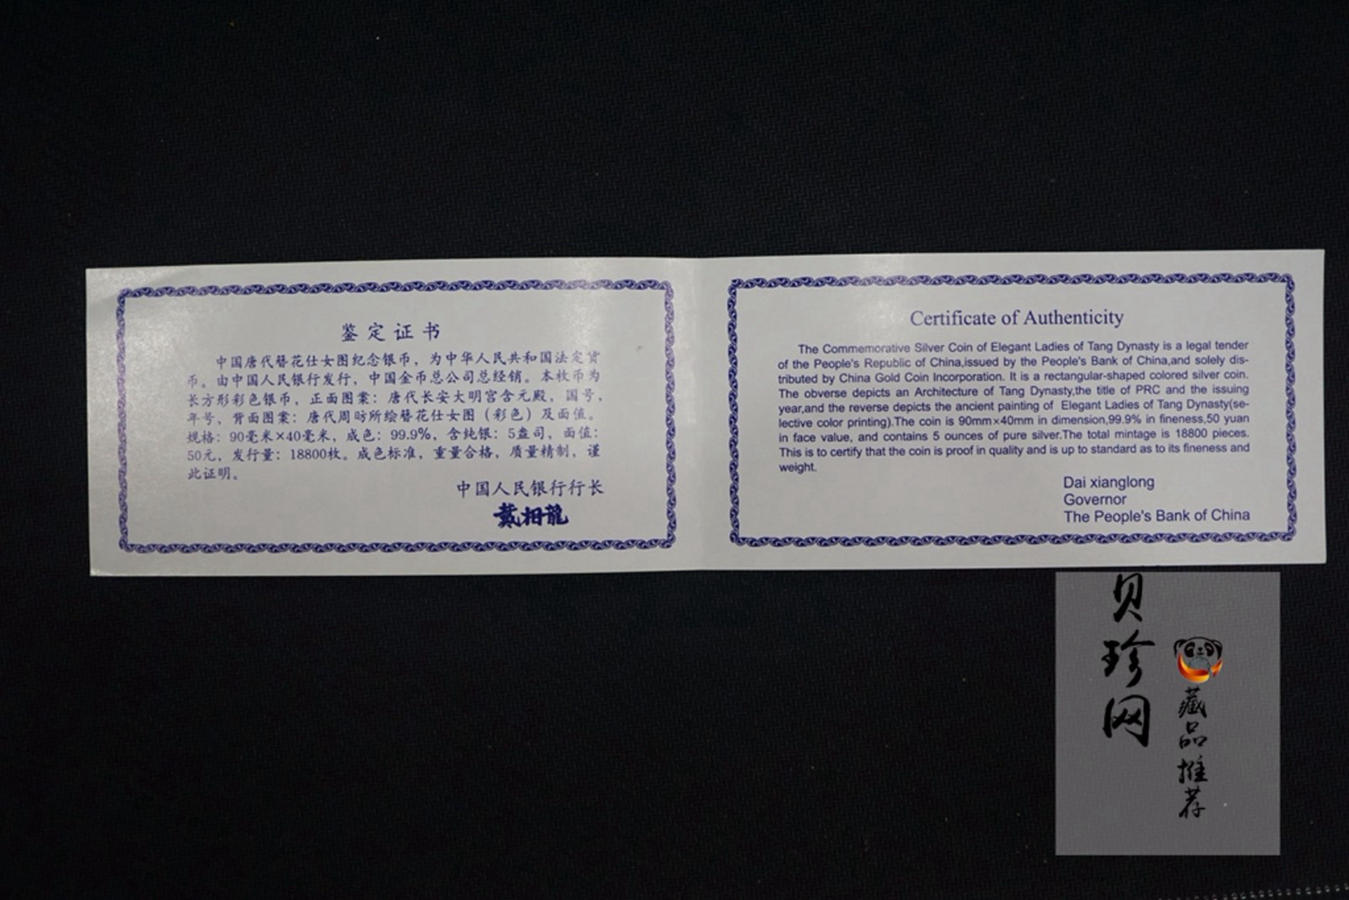 鉴定证书
中国唐代簪花仕女图纪念银币，为中华人民共和国法定货
币。由中国人民银行发行，中国金币总公司总经销。本枚币为
长方形彩色银币，正面图案：唐代长安大明宫含元殿，国号，
年号，背面图案：唐代周昉所绘簪花仕女图（彩色）及面值。
规格：90毫米×40毫米，成色：99.9%，含纯银：5盎司，面值：
50元，发行量：18800枚。成色标准，重量合格，质量精制，谨
此证明。
中国人民银行行长
戴相龍
Certificate of Authenticity
The Commemorative Silver Coin of Elegant Ladies of Tang Dynasty is a legal tender
of the People's Republic of China,issued by the People's Bank of China,and solely dis-
tributed by China Gold Coin Incorporation. It is a rectangular-shaped colored silver coin.
The obverse depicts an Architecture of Tang Dynasty,the title of PRC and the issuing
year,and the reverse depicts the ancient painting of Elegant Ladies of Tang Dynasty(se-
lective color printing).The coin is 90mm×40mm in dimension,99.9% in fineness,50 yuan
in face value, and contains 5 ounces of pure silver.The total mintage is 18800 pieces.
This is to certify that the coin is proof in quality and is up to standard as to its fineness and
weight.
Dai xianglong
Governor
The People's Bank of China
贝珍网
藏品推荐